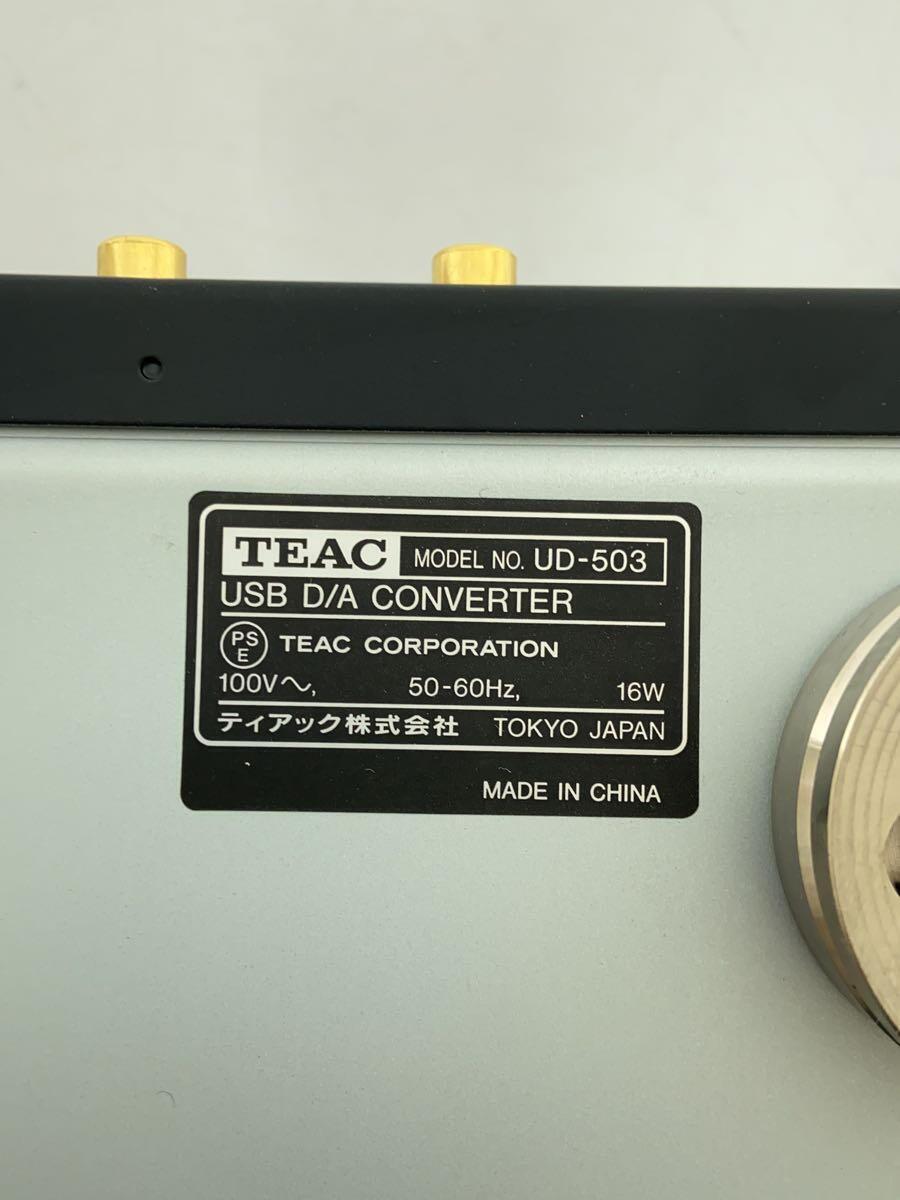 TEAC MODEL NO. UD-503
USB D/A CONVERTER
PS E TEAC CORPORATION
100V～, 50-60Hz, 16W
ティアック株式会社 TOKYO JAPAN
MADE IN CHINA